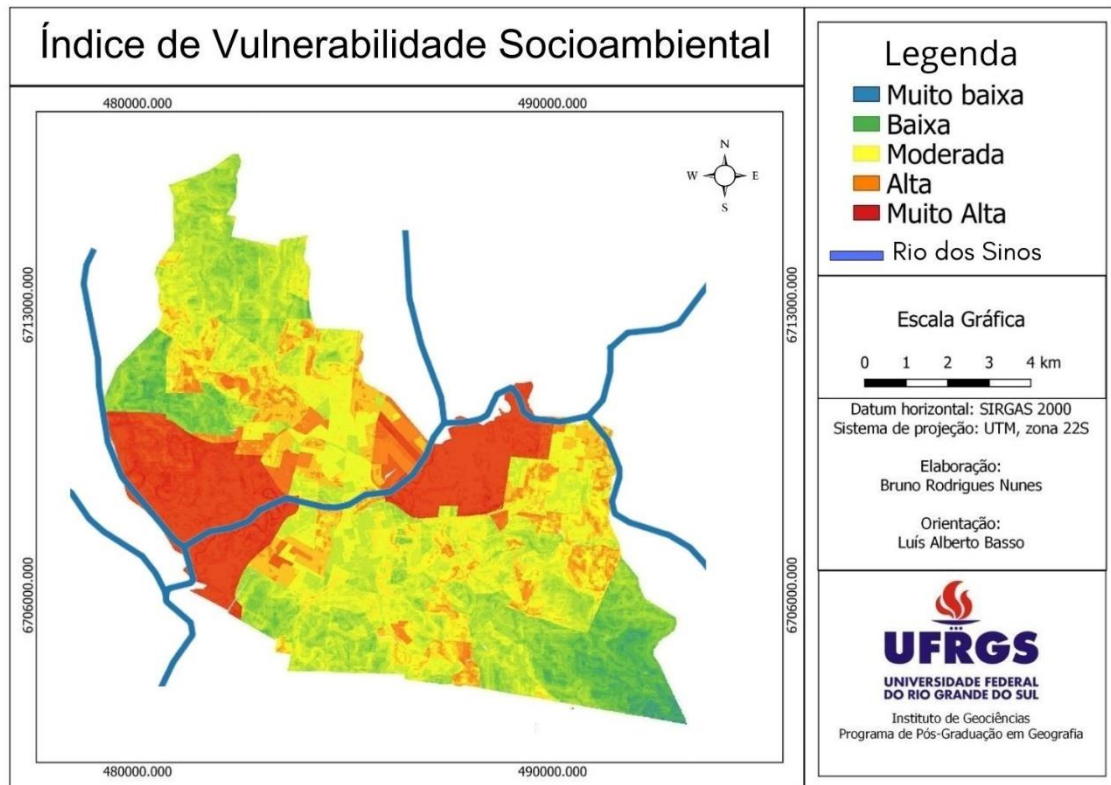 Índice de Vulnerabilidade Socioambiental
480000.000
490000.000
N
W
E
S
6713000.000
6713000.000
6706000.000
6706000.000
480000.000
490000.000
Legenda
Muito baixa
Baixa
Moderada
Alta
Muito Alta
Rio dos Sinos
Escala Gráfica
0 1 2 3 4 km
Datum horizontal: SIRGAS 2000
Sistema de projeção: UTM, zona 22S
Elaboração:
Bruno Rodrigues Nunes
Orientação:
Luís Alberto Basso
UFRGS
UNIVERSIDADE FEDERAL
DO RIO GRANDE DO SUL
Instituto de Geociências
Programa de Pós-Graduação em Geografia